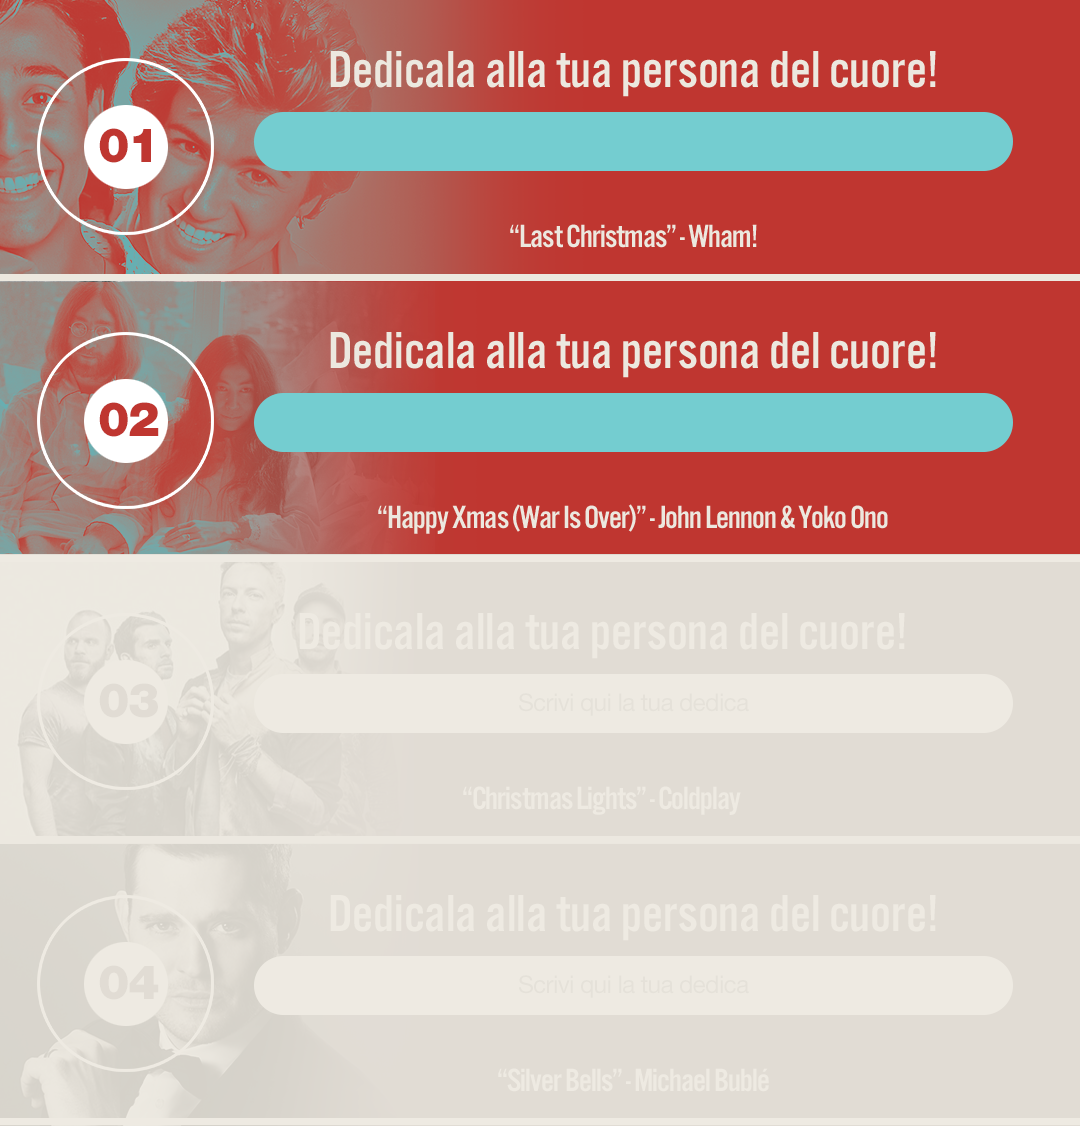 Dedicala alla tua persona del cuore!
01
“Last Christmas” - Wham!
Dedicala alla tua persona del cuore!
02
“Happy Xmas (War Is Over)” - John Lennon & Yoko Ono
Dedicala alla tua persona del cuore!
03
Scrivi qui la tua dedica
“Christmas Lights” - Coldplay
Dedicala alla tua persona del cuore!
04
Scrivi qui la tua dedica
“Silver Bells” - Michael Bublé